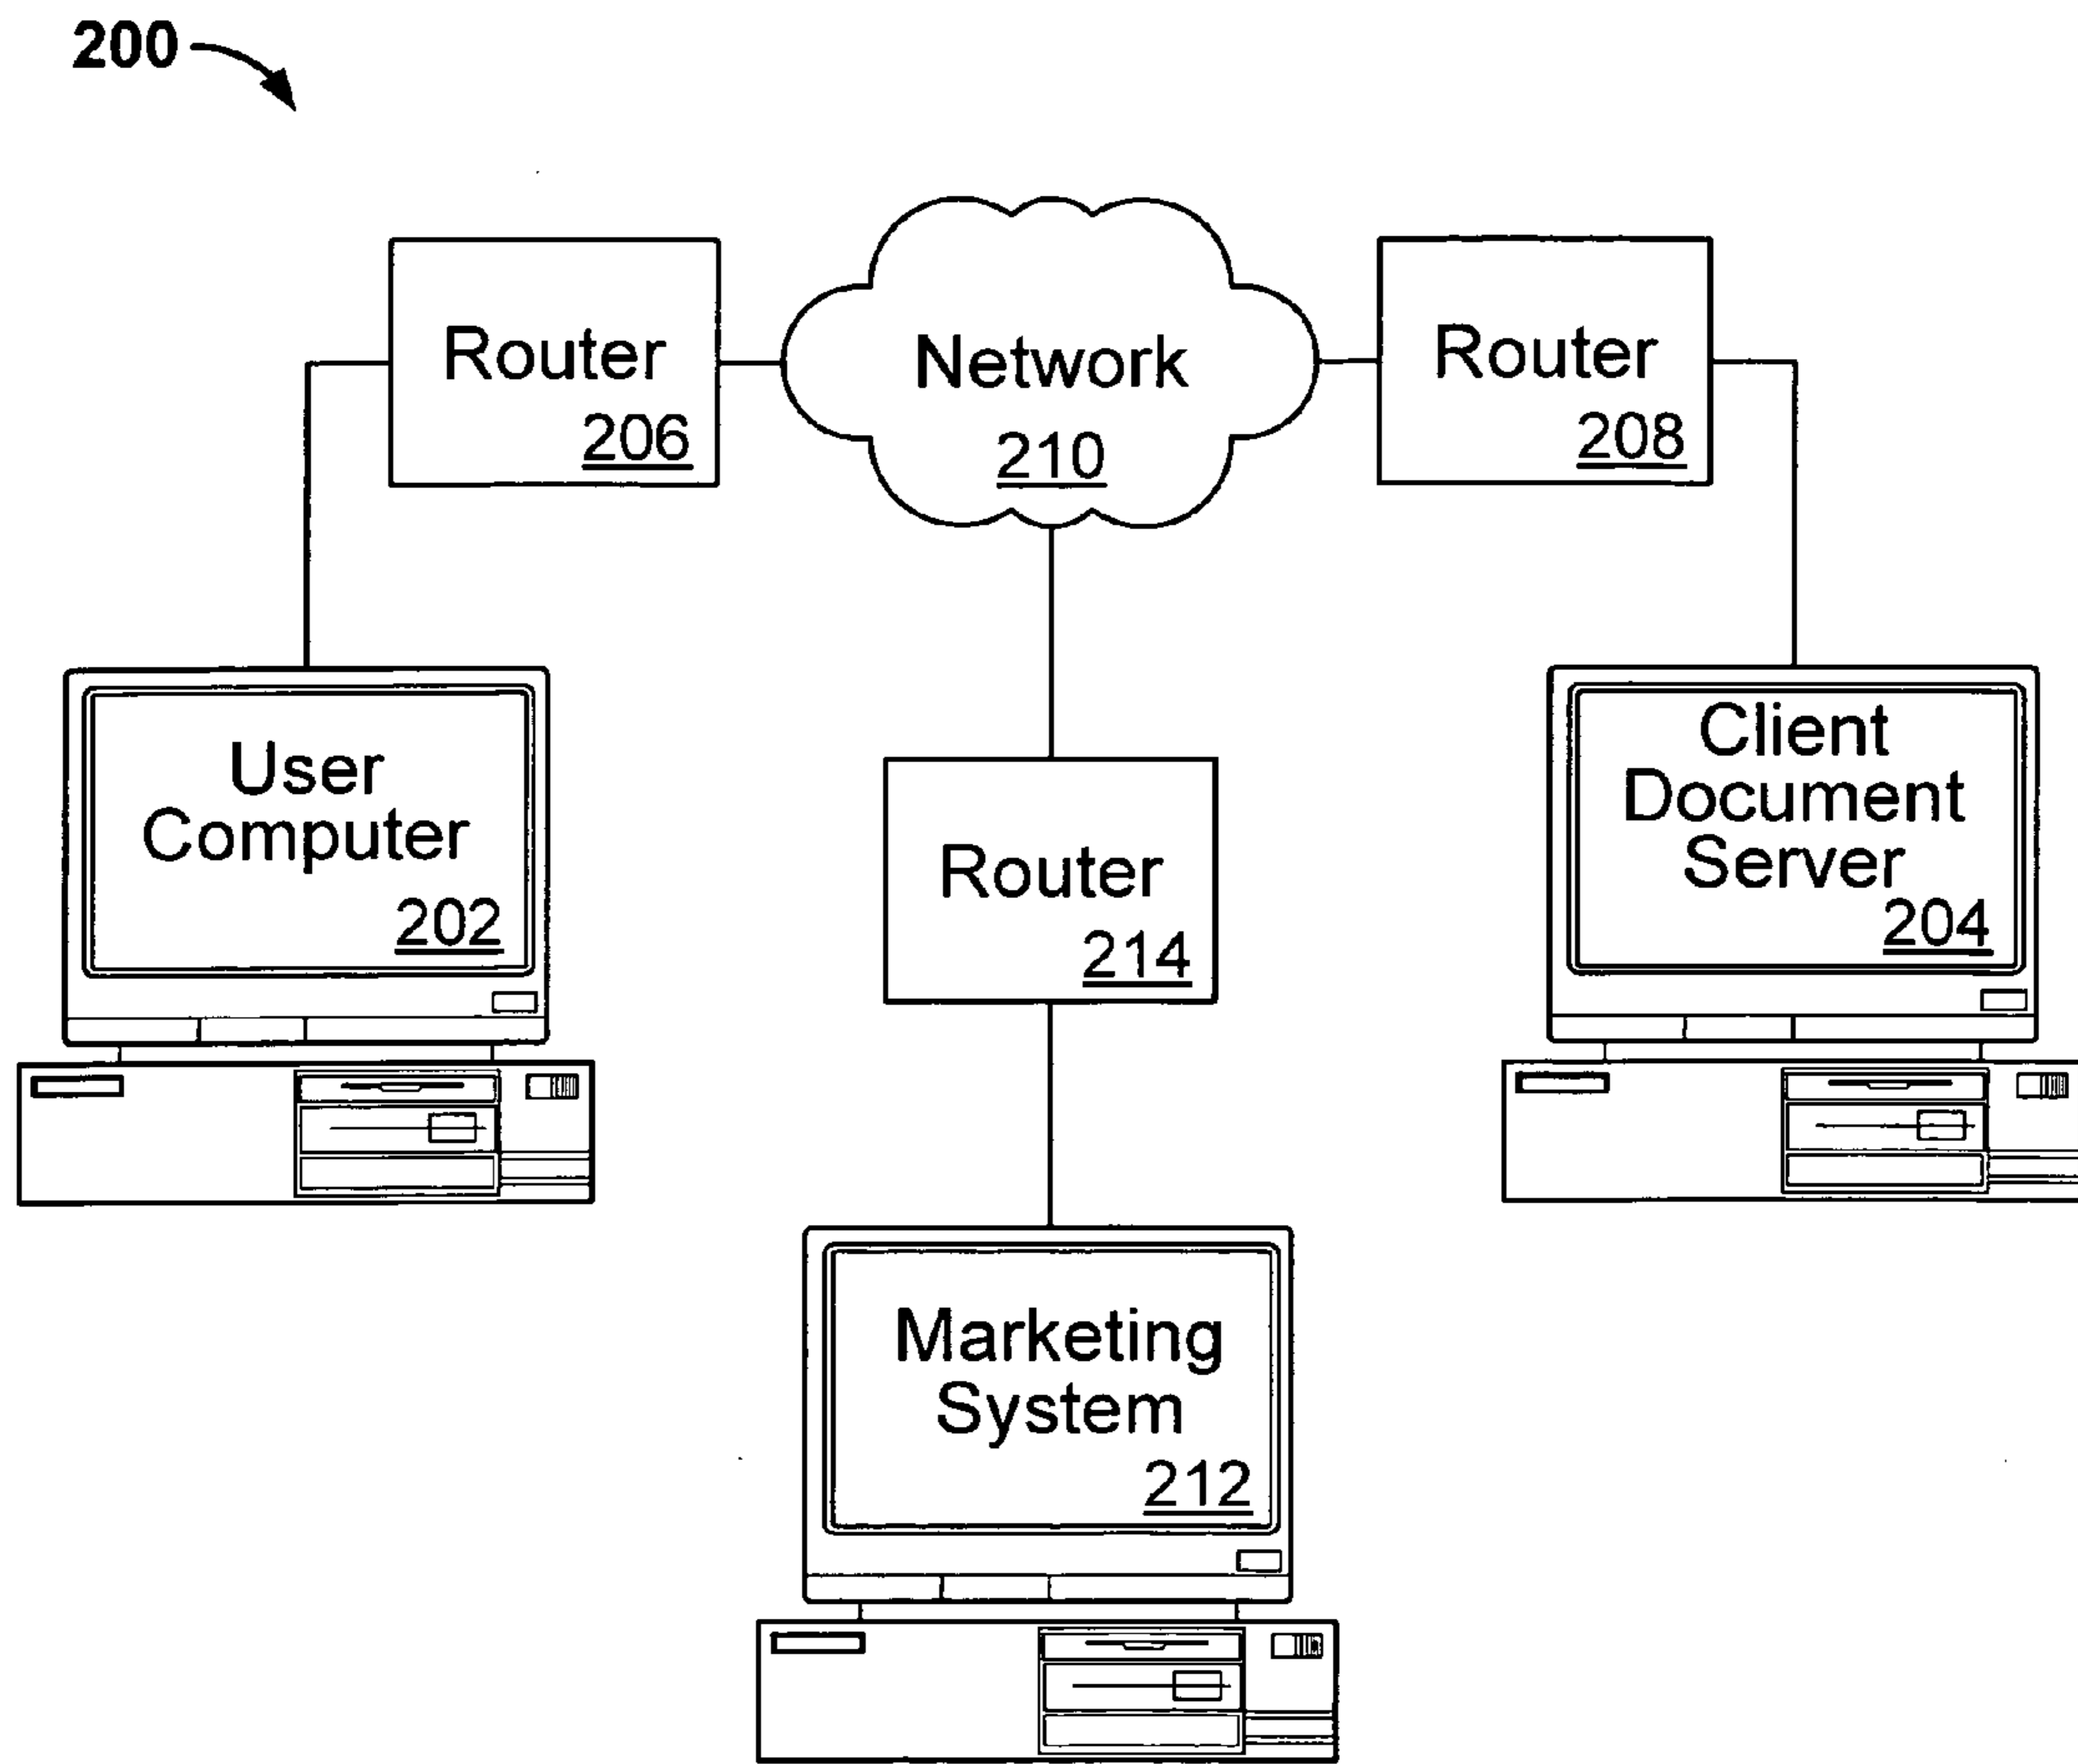 200
Router
206
Network
210
Router
208
User
Computer
202
Router
214
Client
Document
Server
204
Marketing
System
212